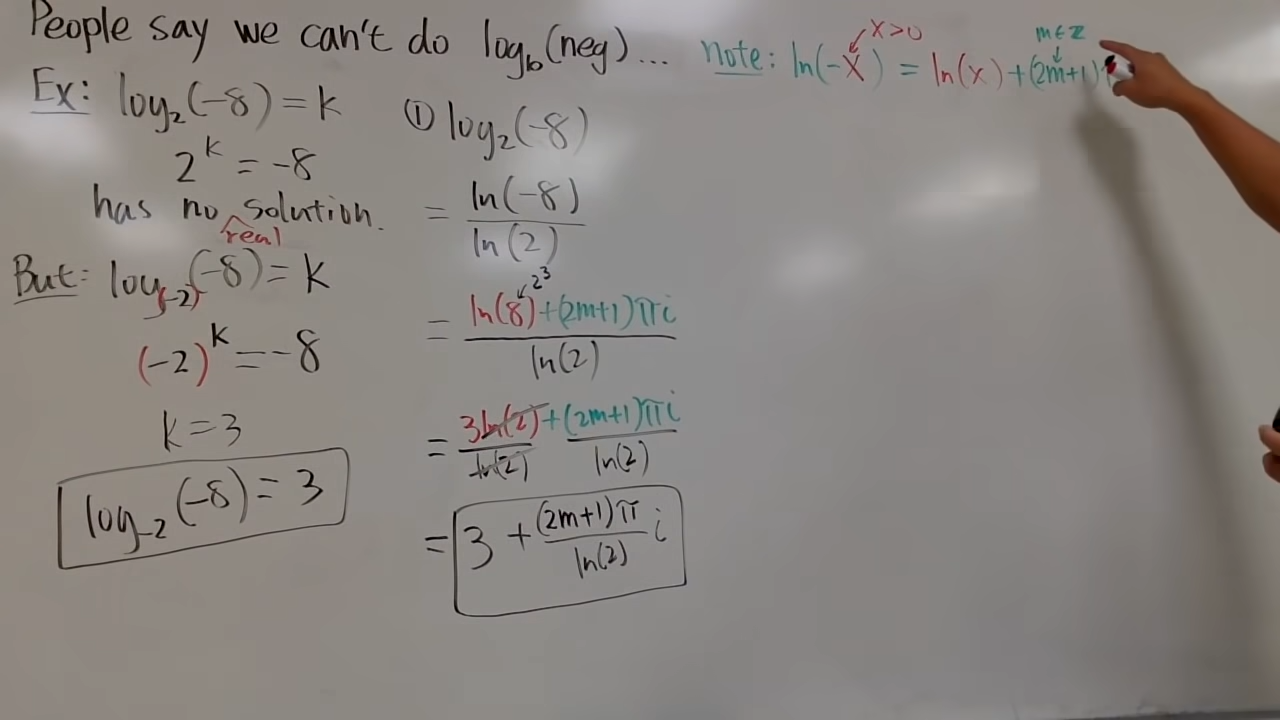 People say we can't do log_b(neg)...
Ex: log₂(-8) = k
2^k = -8
has no real solution.
But: log_(-2)(-8) = k
(-2)^k = -8
k = 3
log_-2(-8) = 3
① log₂(-8)
= ln(-8) / ln(2)
2³
= ln(8) + (2m+1)πi / ln(2)
= 3ln(2) / ln(2) + (2m+1)πi / ln(2)
= 3 + (2m+1)π / ln(2) i
x>0
m∈ℤ
note: ln(-x) = ln(x) + (2m+1)